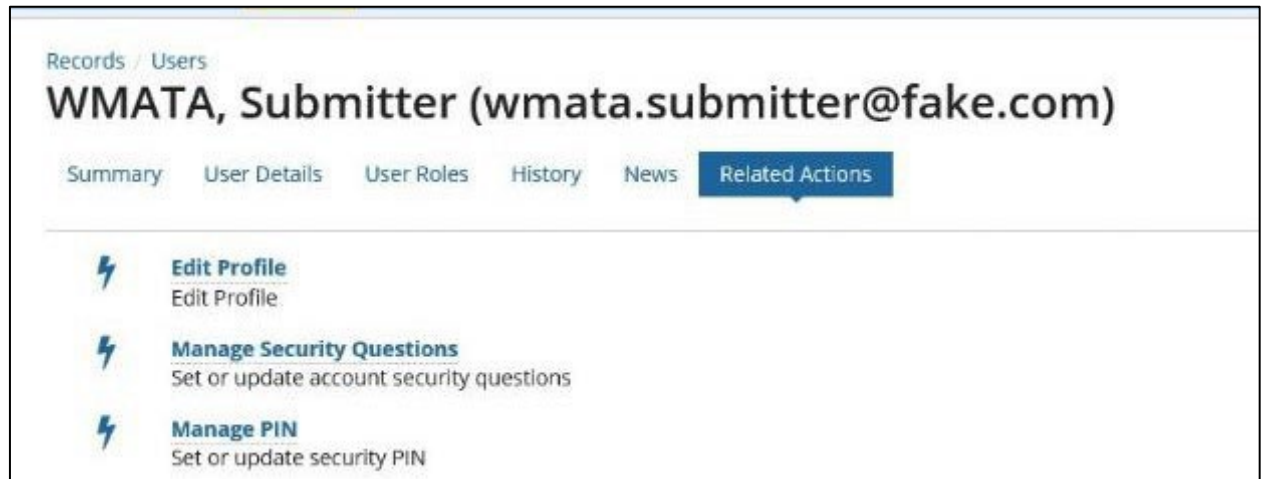 Records / Users
WMATA, Submitter (wmata.submitter@fake.com)
Summary User Details User Roles History News Related Actions
Edit Profile
Edit Profile
Manage Security Questions
Set or update account security questions
Manage PIN
Set or update security PIN